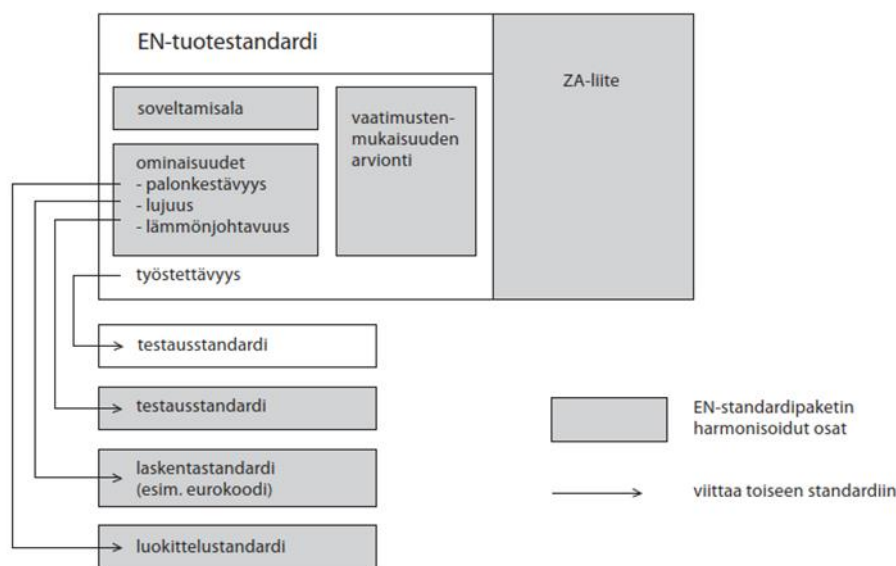 EN-tuotestandardi
ZA-liite
soveltamisala
vaatimusten-
mukaisuuden
arvionti
ominaisuudet
- palonkestävyys
- lujuus
- lämmönjohtavuus
työstettävyys
testausstandardi
testausstandardi
laskentastandardi
(esim. eurokoodi)
luokittelustandardi
EN-standardipaketin
harmonisoidut osat
viittaa toiseen standardiin